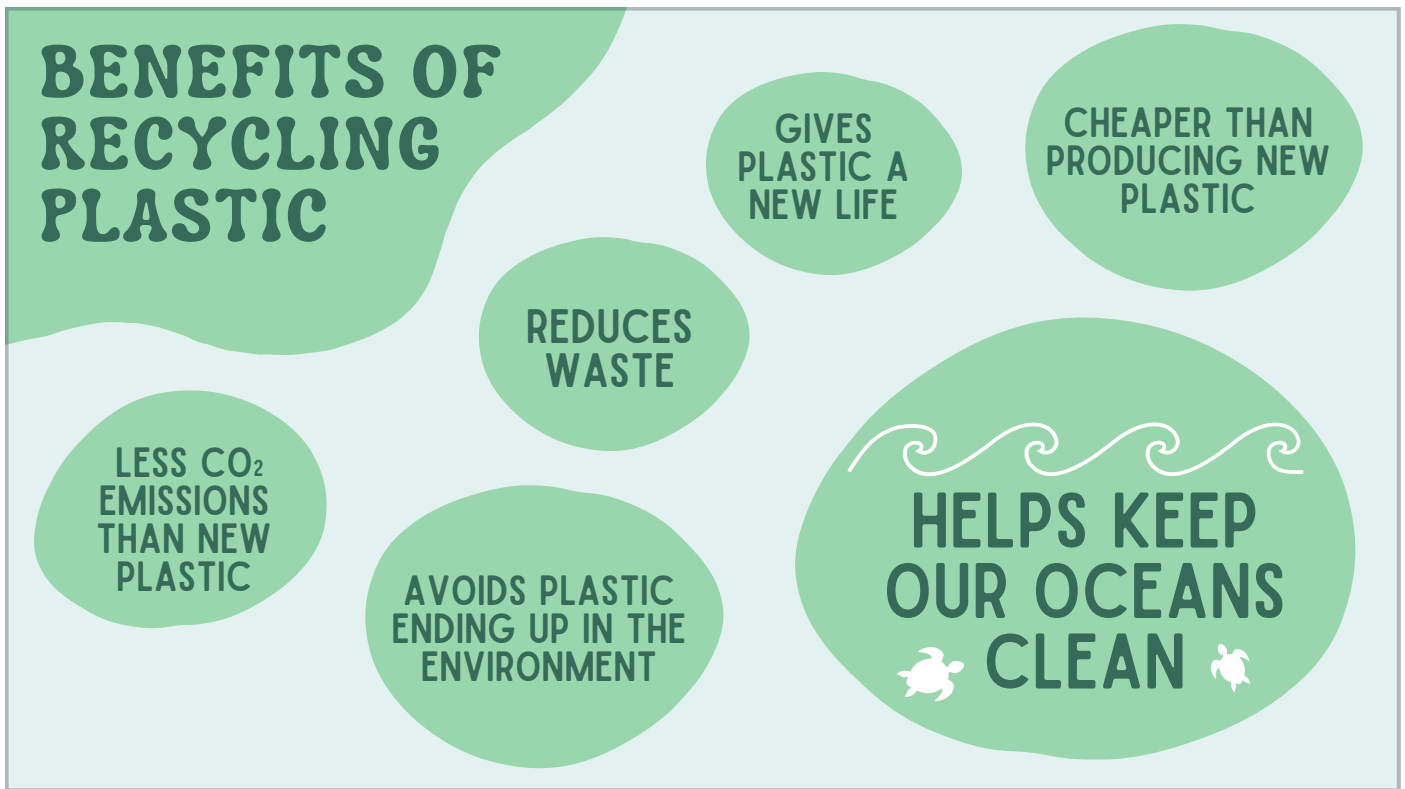 BENEFITS OF
RECYCLING
PLASTIC
GIVES
PLASTIC A
NEW LIFE
CHEAPER THAN
PRODUCING NEW
PLASTIC
REDUCES
WASTE
LESS CO₂
EMISSIONS
THAN NEW
PLASTIC
AVOIDS PLASTIC
ENDING UP IN THE
ENVIRONMENT
HELPS KEEP
OUR OCEANS
CLEAN